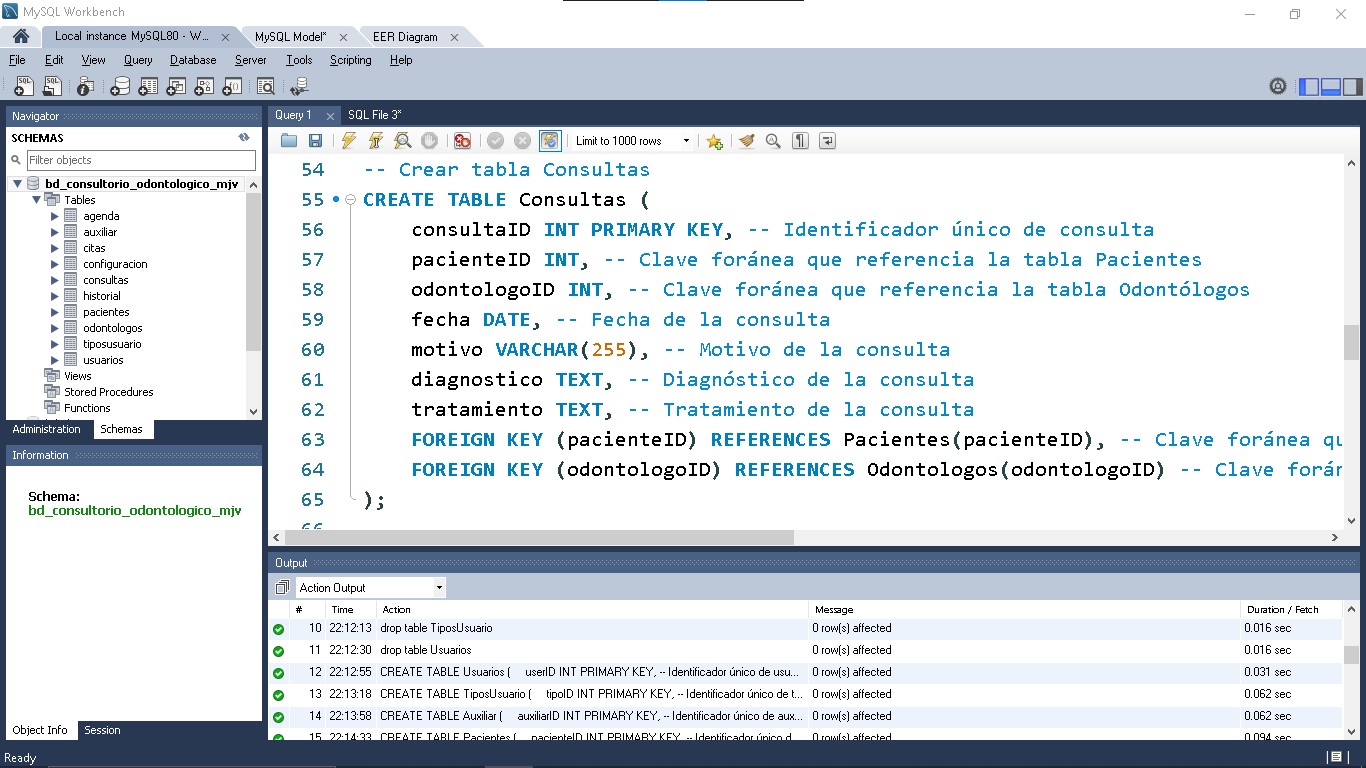 MySQL Workbench
Local instance MySQL80 - W... MySQL Model* EER Diagram
File Edit View Query Database Server Tools Scripting Help
Navigator
SCHEMAS
Filter objects
bd_consultorio_odontologico_mjv
Tables
agenda
auxiliar
citas
configuracion
consultas
historial
pacientes
odontologos
tiposusuario
usuarios
Views
Stored Procedures
Functions
Administration Schemas
Information
Schema:
bd_consultorio_odontologico_mjv
Object Info Session
Ready
Query 1 SQL File 3*
Limit to 1000 rows
54 -- Crear tabla Consultas
55 CREATE TABLE Consultas (
56 consultaID INT PRIMARY KEY, -- Identificador único de consulta
57 pacienteID INT, -- Clave foránea que referencia la tabla Pacientes
58 odontologoID INT, -- Clave foránea que referencia la tabla Odontólogos
59 fecha DATE, -- Fecha de la consulta
60 motivo VARCHAR(255), -- Motivo de la consulta
61 diagnostico TEXT, -- Diagnóstico de la consulta
62 tratamiento TEXT, -- Tratamiento de la consulta
63 FOREIGN KEY (pacienteID) REFERENCES Pacientes(pacienteID), -- Clave foránea qu
64 FOREIGN KEY (odontologoID) REFERENCES Odontologos(odontologoID) -- Clave forán
65 );
66
Output
Action Output
# Time Action Message Duration / Fetch
10 22:12:13 drop table TiposUsuario 0 row(s) affected 0.016 sec
11 22:12:30 drop table Usuarios 0 row(s) affected 0.016 sec
12 22:12:55 CREATE TABLE Usuarios ( userID INT PRIMARY KEY, -- Identificador único de usu... 0 row(s) affected 0.031 sec
13 22:13:18 CREATE TABLE TiposUsuario ( tipoID INT PRIMARY KEY, -- Identificador único de t... 0 row(s) affected 0.062 sec
14 22:13:58 CREATE TABLE Auxiliar ( auxiliarID INT PRIMARY KEY, -- Identificador único de aux... 0 row(s) affected 0.062 sec
15 22:14:33 CREATE TABLE Pacientes ( pacienteID INT PRIMARY KEY, -- Identificador único d... 0 row(s) affected 0.094 sec